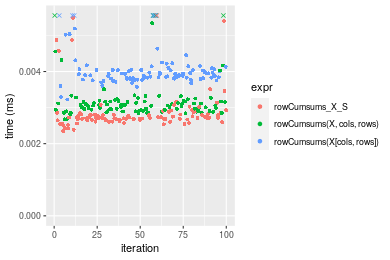 time (ms)
0.004
0.002
0.000
0
25
50
75
100
iteration
expr
rowCumsums_X_S
rowCumsums(X, cols, rows)
rowCumsums(X[cols, rows])